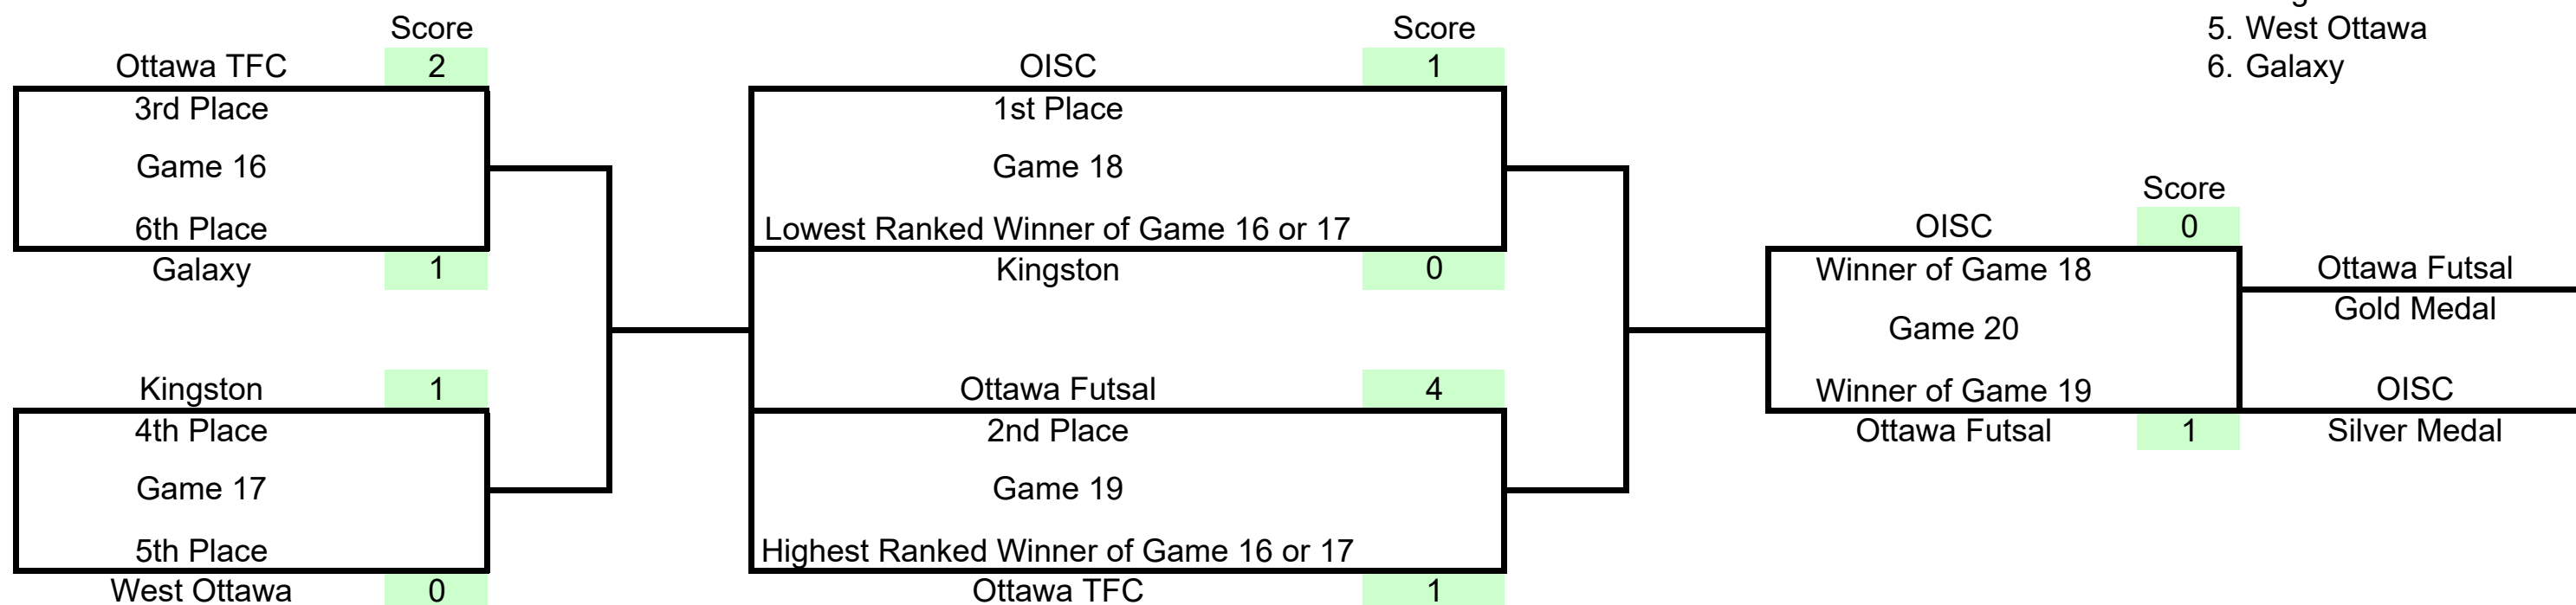 Score
Ottawa TFC 2
3rd Place
Game 16
6th Place
Galaxy 1
Kingston 1
4th Place
Game 17
5th Place
West Ottawa 0
Score
OISC 1
1st Place
Game 18
Lowest Ranked Winner of Game 16 or 17
Kingston 0
Ottawa Futsal 4
2nd Place
Game 19
Highest Ranked Winner of Game 16 or 17
Ottawa TFC 1
Score
OISC 0
Winner of Game 18
Game 20
Winner of Game 19
Ottawa Futsal 1
Ottawa Futsal
Gold Medal
OISC
Silver Medal
5. West Ottawa
6. Galaxy